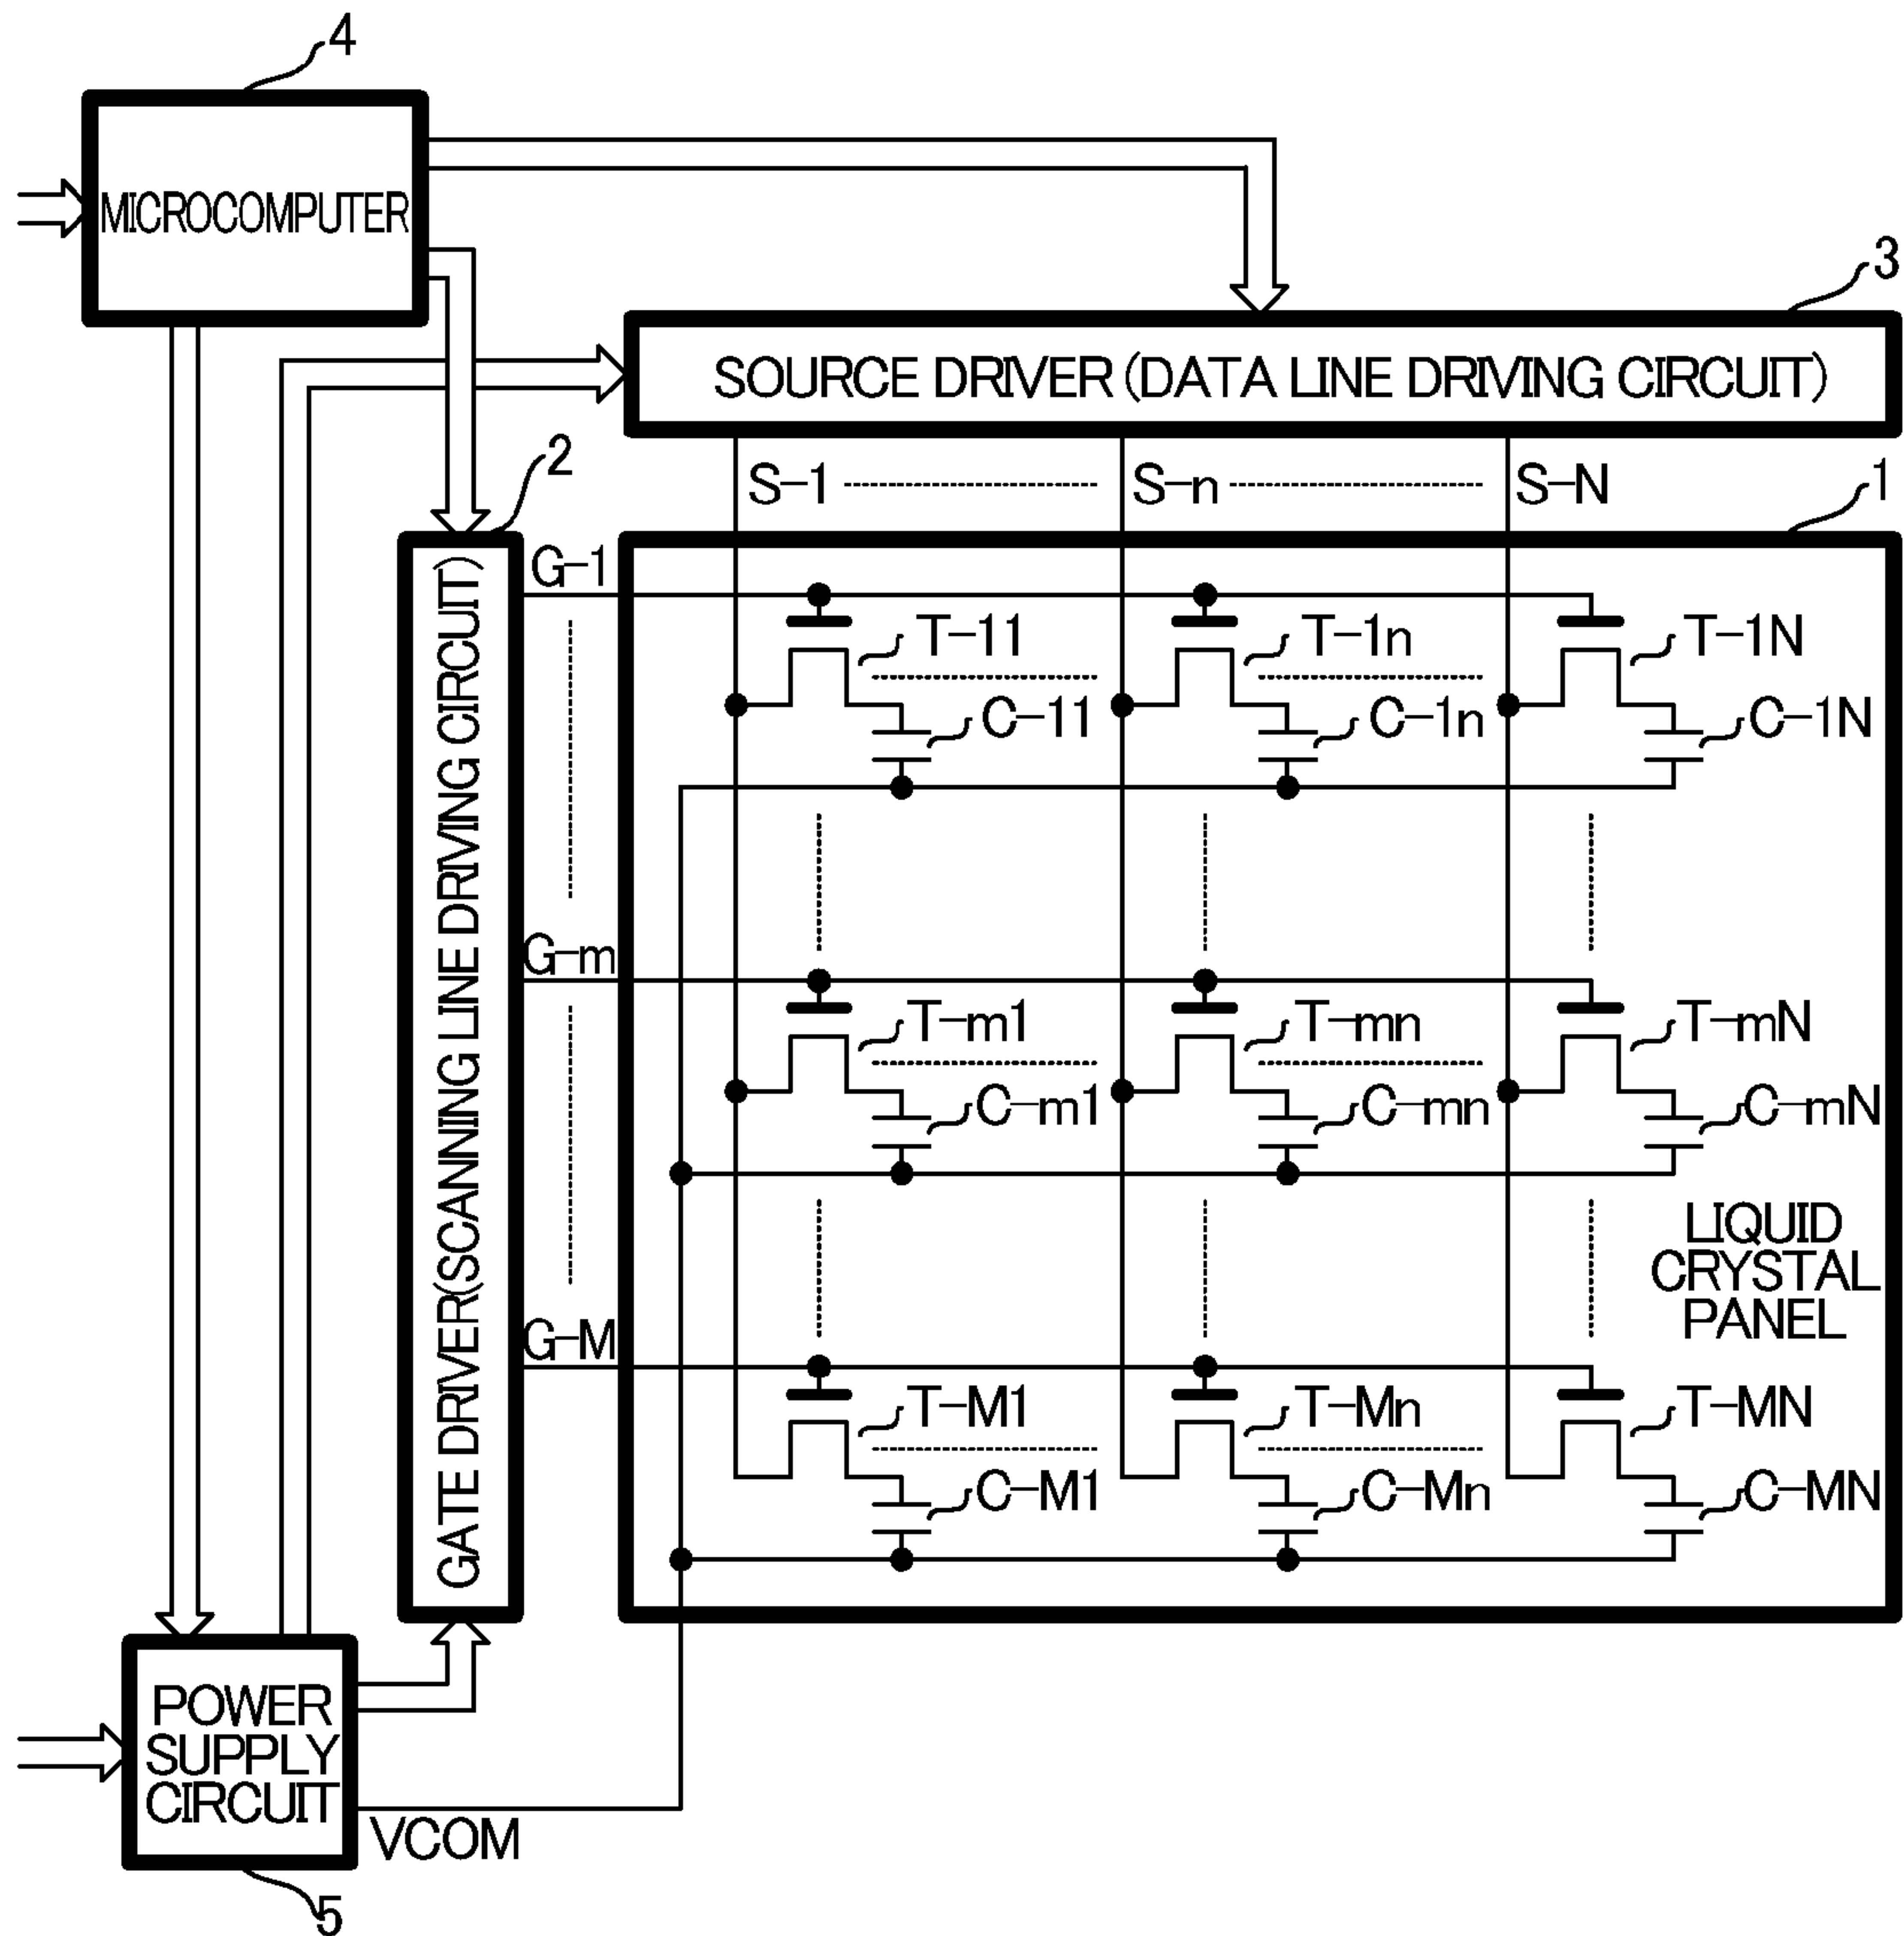 4
MICROCOMPUTER
3
SOURCE DRIVER (DATA LINE DRIVING CIRCUIT)
2
S-1
S-n
S-N
1
GATE DRIVER(SCANNING LINE DRIVING CIRCUIT)
G-1
T-11
T-1n
T-1N
C-11
C-1n
C-1N
G-m
T-m1
T-mn
T-mN
C-m1
C-mn
C-mN
LIQUID
CRYSTAL
PANEL
G-M
T-M1
T-Mn
T-MN
C-M1
C-Mn
C-MN
POWER
SUPPLY
CIRCUIT
VCOM
5